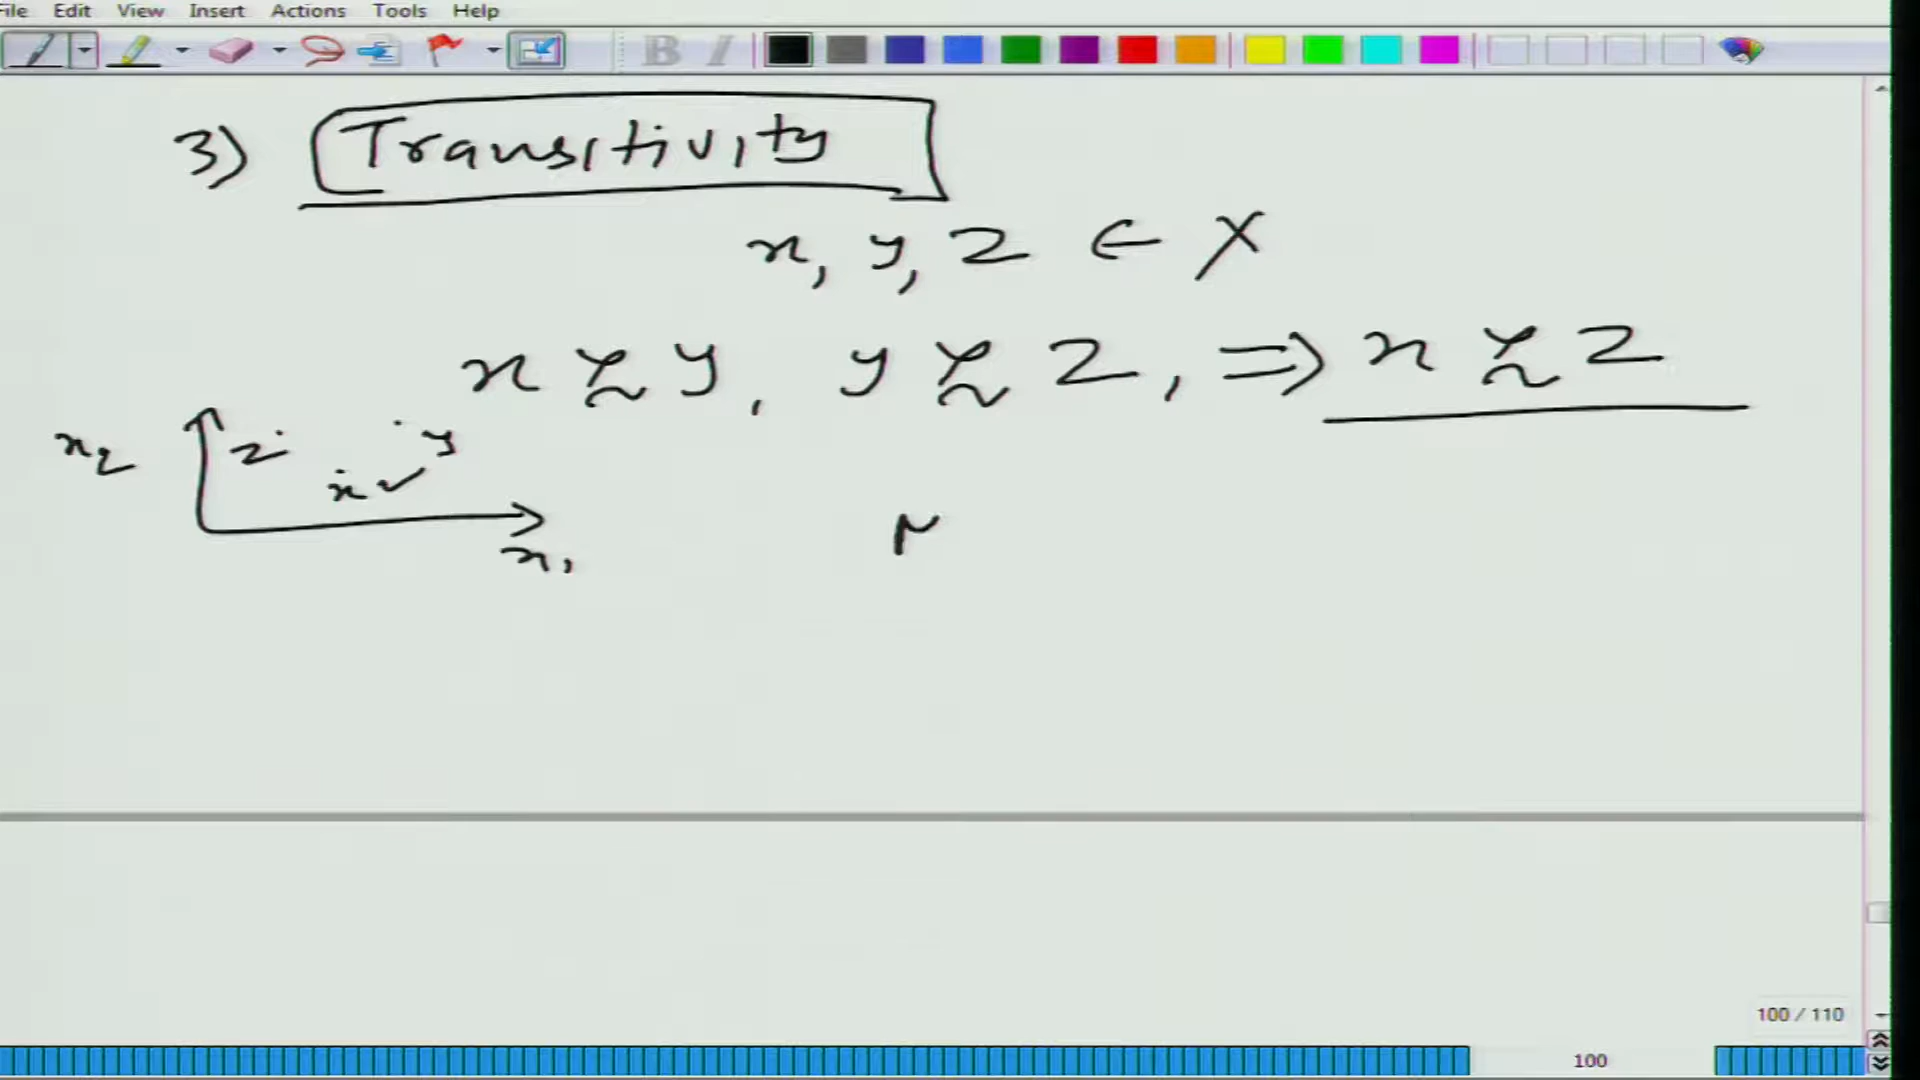 File Edit View Insert Actions Tools Help
B I
3) Transitivity
x, y, z ∈ X
x ≿ y, y ≿ z, ⇒ x ≿ z
x2 z x y
x1
100 / 110
100